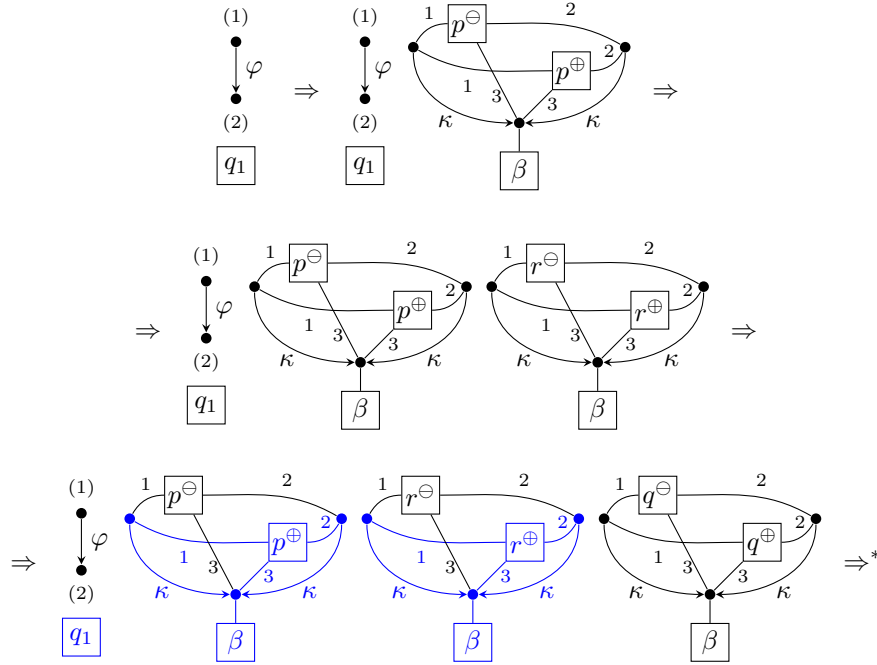 (1) (1) 1 p⊖ 2
φ ⇒ φ 1 p⊕ 2 ⇒
(2) (2) κ 3 3 κ
q₁ q₁ β
(1) 1 p⊖ 2 1 r⊖ 2
⇒ φ 1 p⊕ 2 1 r⊕ 2 ⇒
(2) κ 3 3 κ κ 3 3 κ
q₁ β β
(1) 1 p⊖ 2 1 r⊖ 2 1 q⊖ 2
⇒ φ 1 p⊕ 2 1 r⊕ 2 1 q⊕ 2 ⇒*
(2) κ 3 3 κ κ 3 3 κ κ 3 3 κ
q₁ β β β